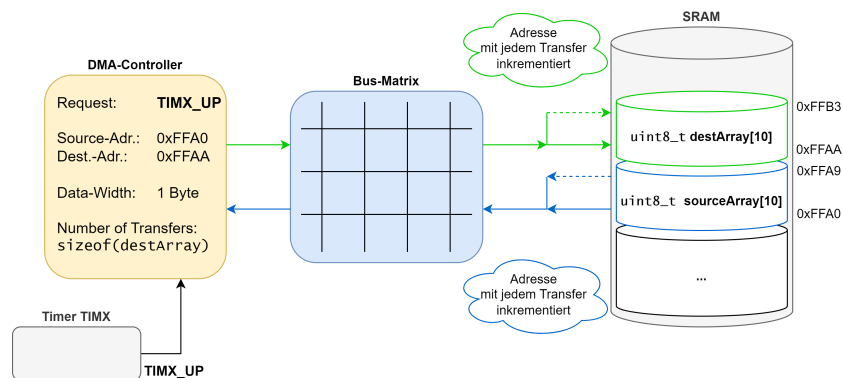 SRAM
Adresse
mit jedem Transfer
inkrementiert
DMA-Controller
Bus-Matrix
Request: TIMX_UP
Source-Adr.: 0xFFA0
Dest.-Adr.: 0xFFAA
Data-Width: 1 Byte
Number of Transfers:
sizeof(destArray)
0xFFB3
uint8_t destArray[10]
0xFFAA
0xFFA9
uint8_t sourceArray[10]
0xFFA0
...
Adresse
mit jedem Transfer
inkrementiert
Timer TIMX
TIMX_UP